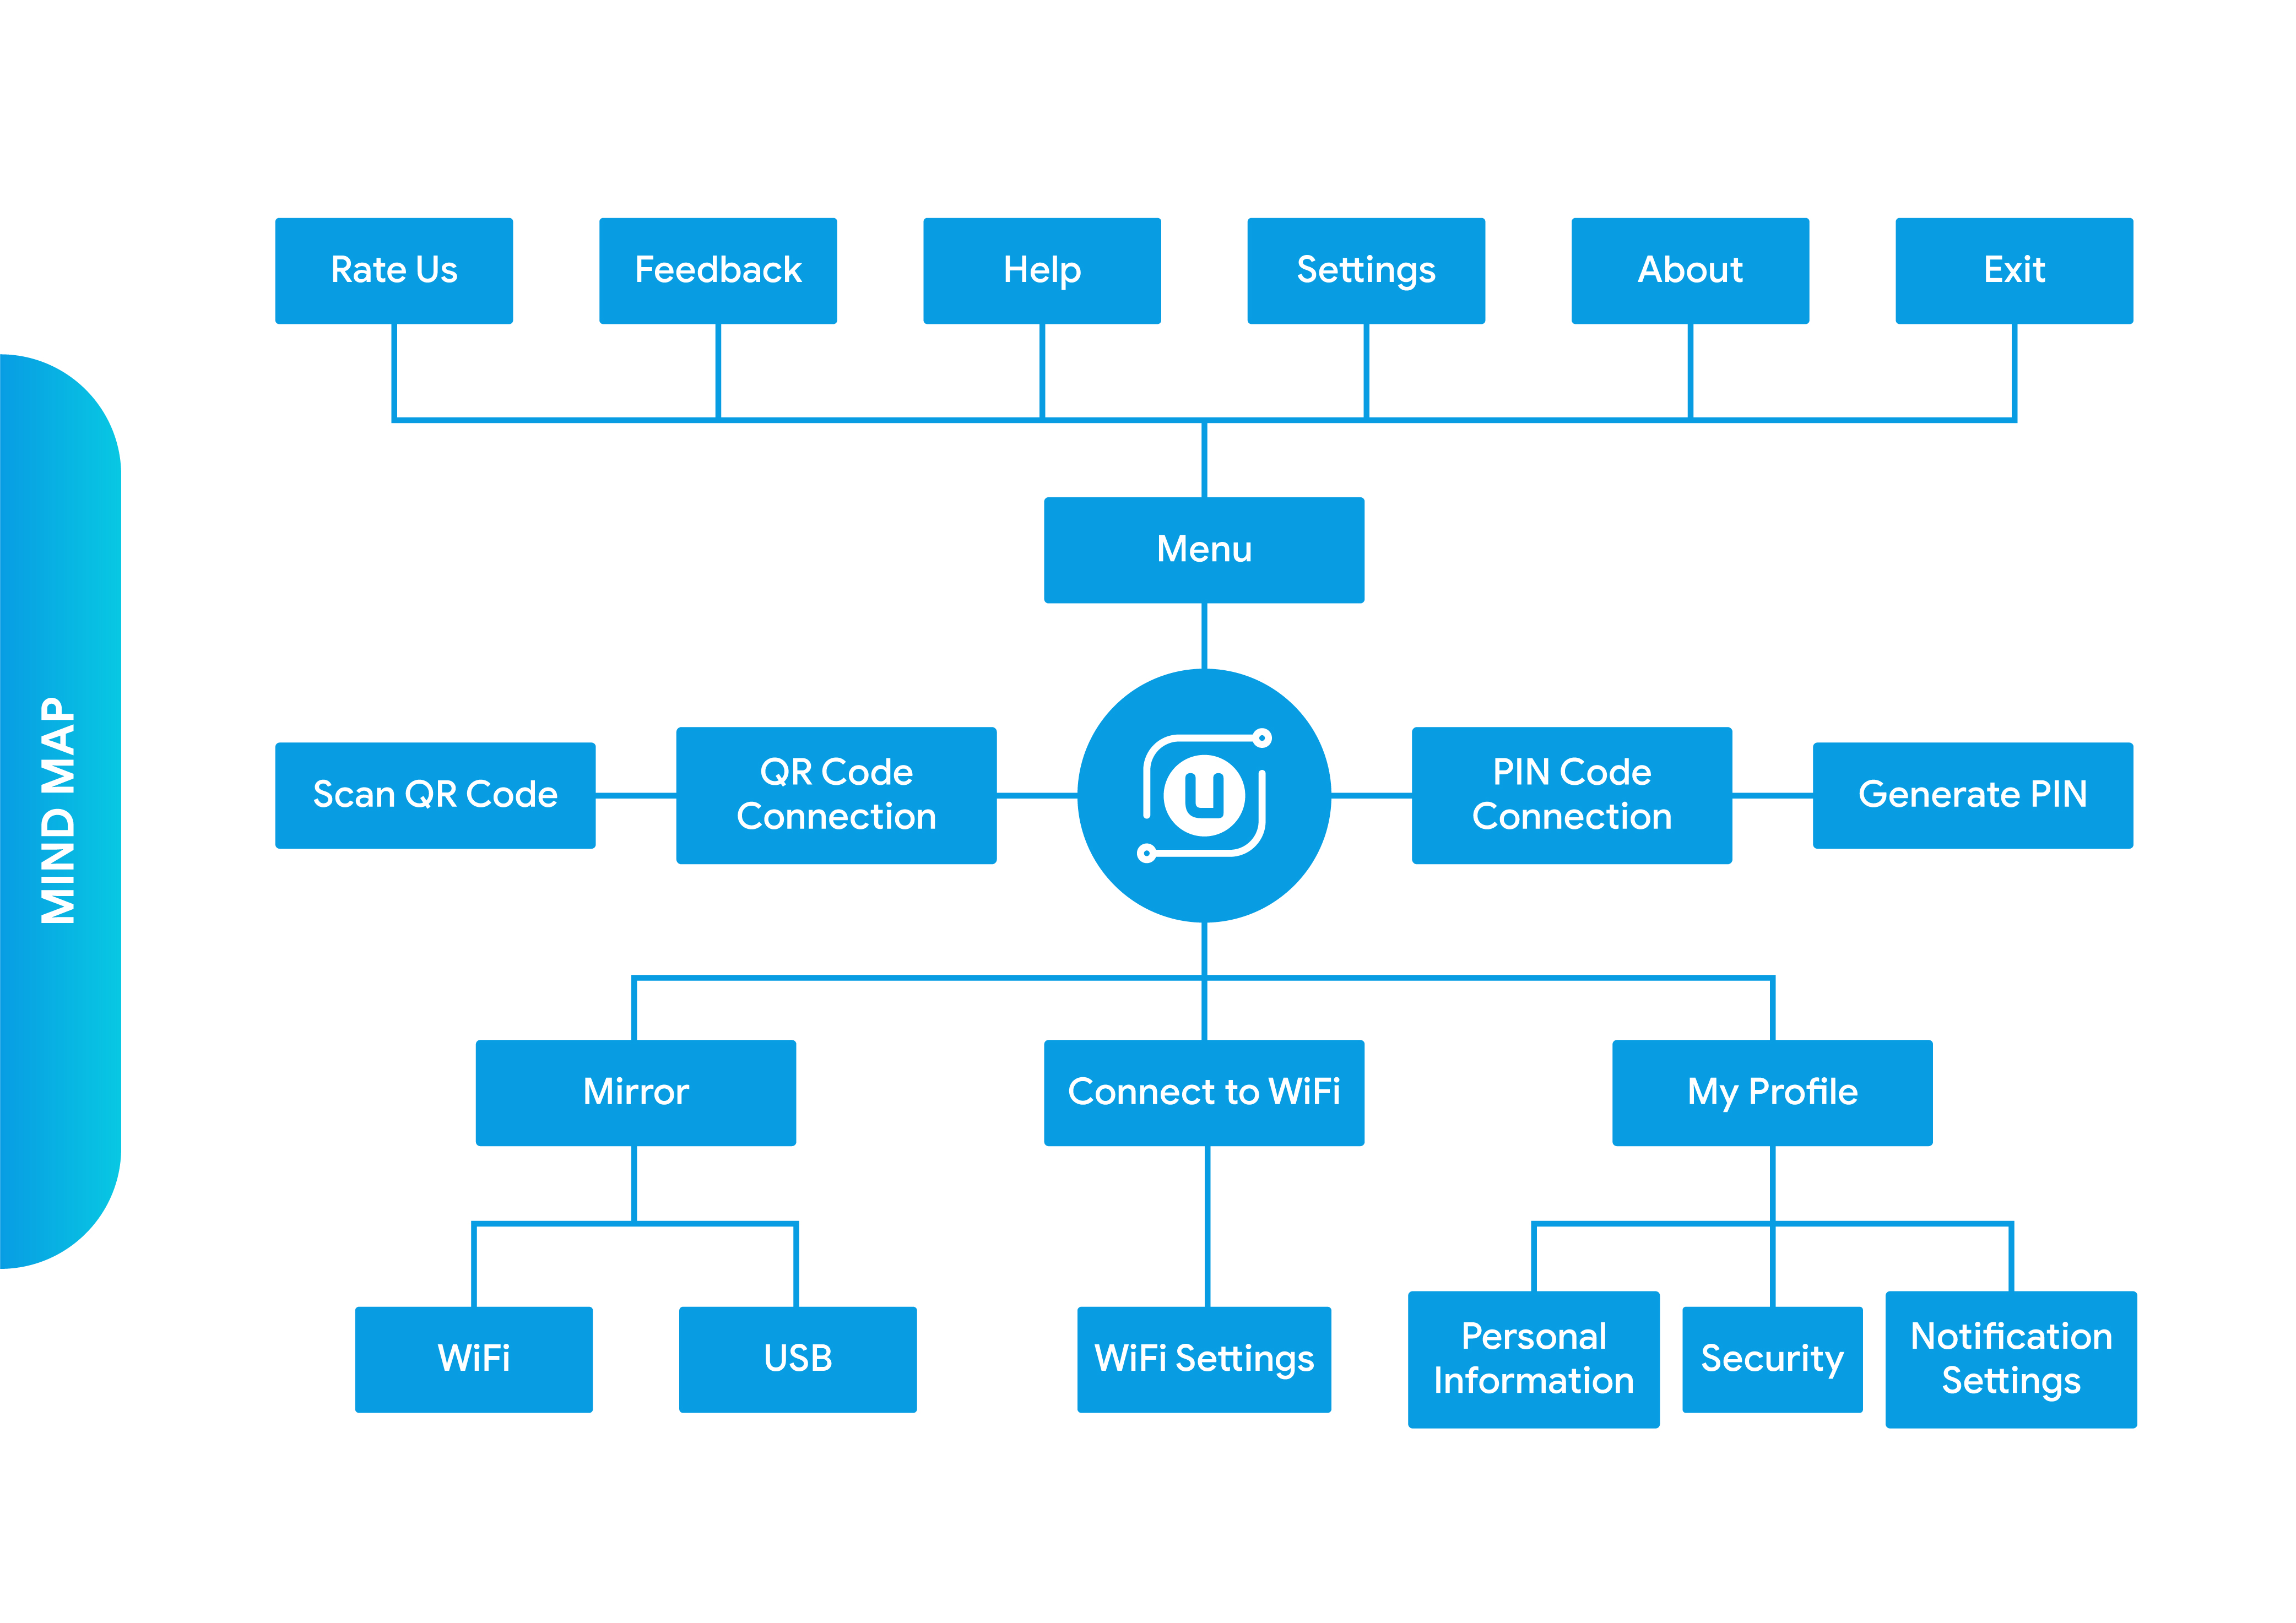 Rate Us
Feedback
Help
Settings
About
Exit
Menu
MIND MAP
Scan QR Code
QR Code
Connection
U
PIN Code
Connection
Generate PIN
Mirror
Connect to WiFi
My Profile
WiFi
USB
WiFi Settings
Personal
Information
Security
Notification
Settings